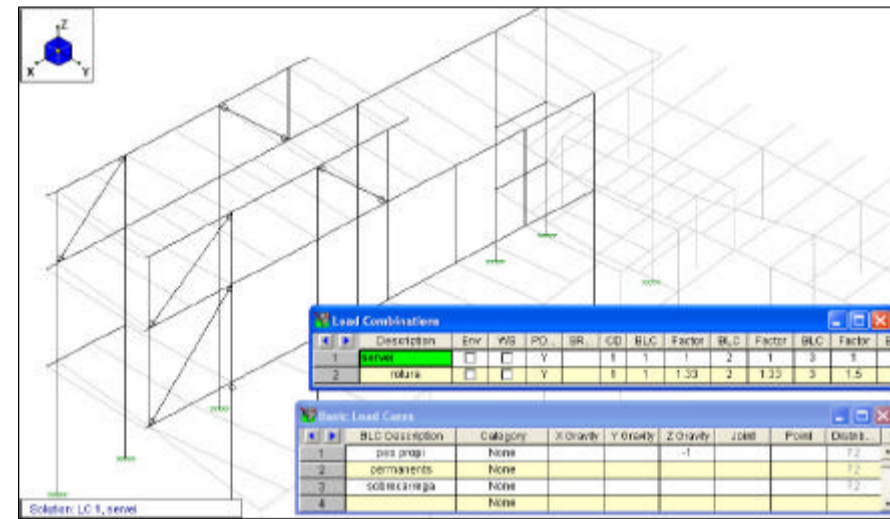 Z
X Y
Load Combinations
Description Env WS PD... SR... CD BLC Factor BLC Factor BLC Factor
1 servei Y 1 1 1 2 1 3 1
2 rotura Y 1 1 1.33 2 1.33 3 1.5
Basic Load Cases
BLC Description Category X Gravity Y Gravity Z Gravity Joint Point Distrib...
1 pes propi None -1
2 permanents None
3 sobrecarrega None
4 None
Solution: LC 1, servei